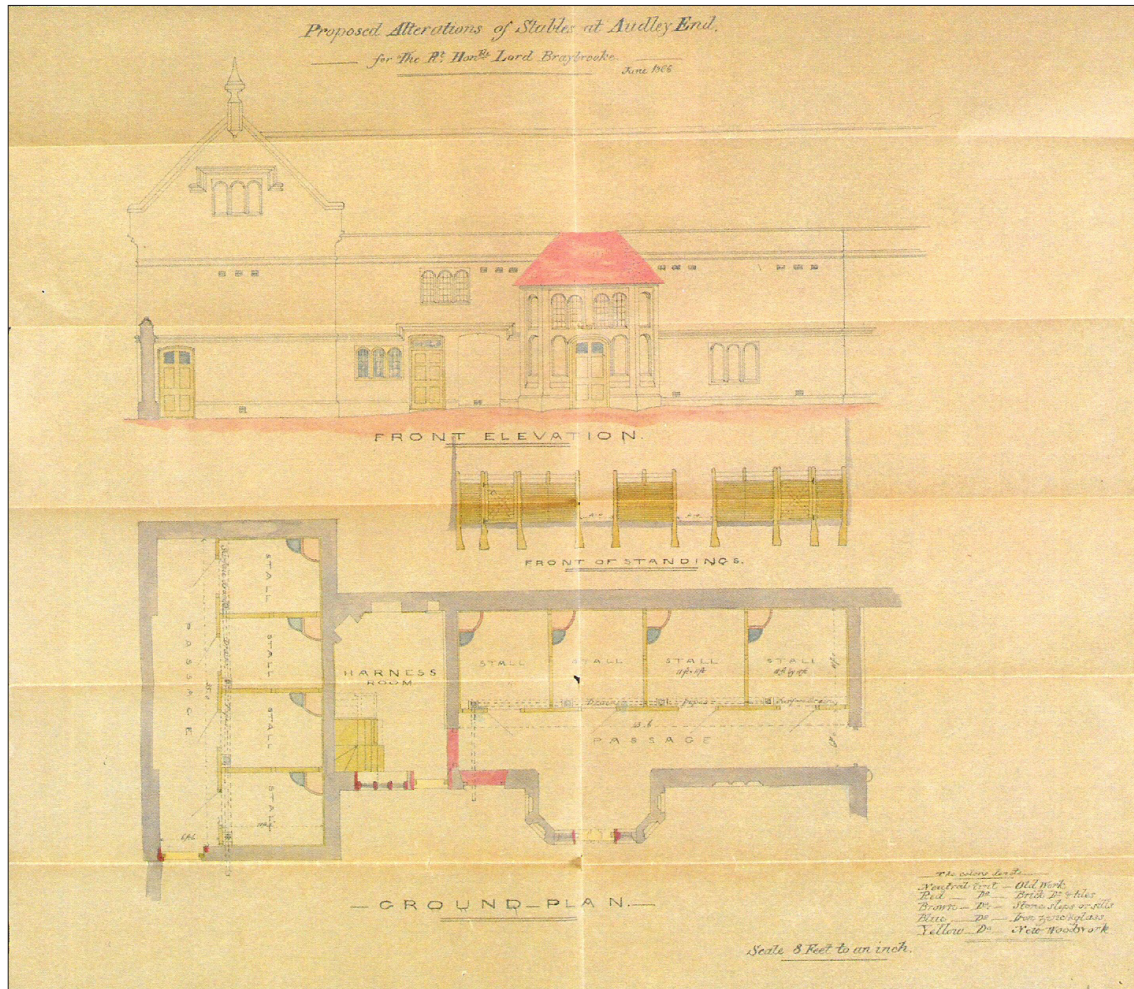 Proposed Alterations of Stables at Audley End.
for The Rt. Honble Lord Braybrooke
June
FRONT ELEVATION.
FRONT OF STANDINGS.
PASSAGE
STALL
STALL
STALL
STALL
HARNESS
ROOM
STALL
STALL
STALL
STALL
PASSAGE
GROUND PLAN.
The colors denote
Neutral tint — Old Work
Red — Do — Brick Do & tiles
Brown — Do — Stone steps or sills
Blue — Do — Iron zinc & glass
Yellow — Do — New Woodwork
Scale 8 Feet to an inch.